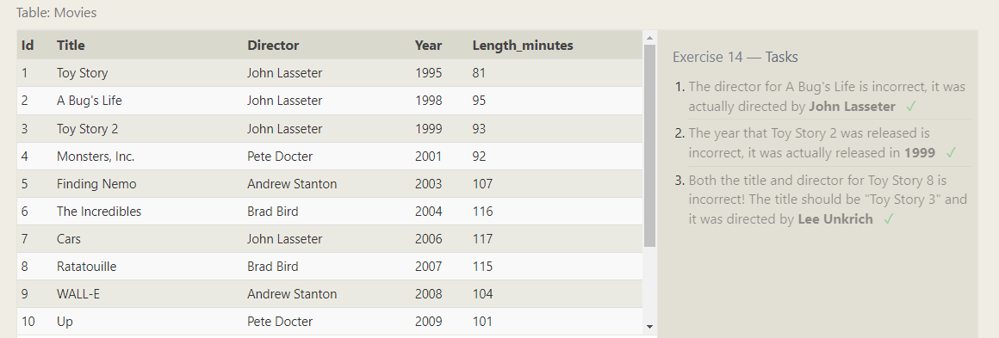 Table: Movies
Id Title Director Year Length_minutes
1 Toy Story John Lasseter 1995 81
2 A Bug's Life John Lasseter 1998 95
3 Toy Story 2 John Lasseter 1999 93
4 Monsters, Inc. Pete Docter 2001 92
5 Finding Nemo Andrew Stanton 2003 107
6 The Incredibles Brad Bird 2004 116
7 Cars John Lasseter 2006 117
8 Ratatouille Brad Bird 2007 115
9 WALL-E Andrew Stanton 2008 104
10 Up Pete Docter 2009 101
Exercise 14 — Tasks
1. The director for A Bug's Life is incorrect, it was
actually directed by John Lasseter ✓
2. The year that Toy Story 2 was released is
incorrect, it was actually released in 1999 ✓
3. Both the title and director for Toy Story 8 is
incorrect! The title should be "Toy Story 3" and
it was directed by Lee Unkrich ✓